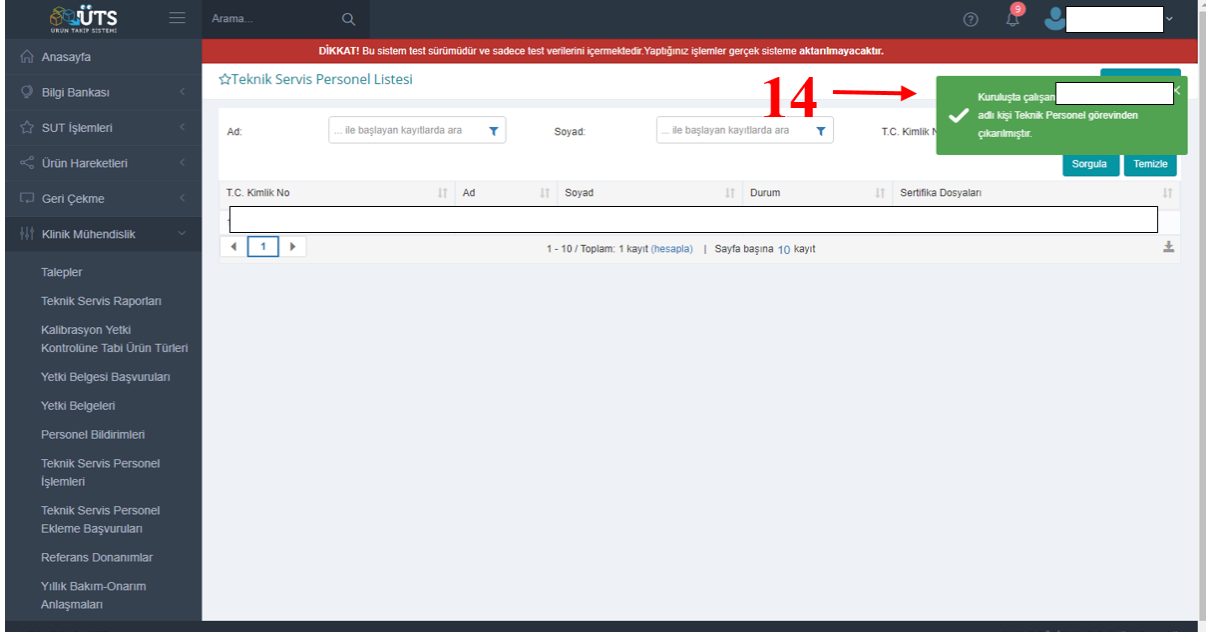 ÜTS
ÜRÜN TAKİP SİSTEMİ
Arama...
9
DİKKAT! Bu sistem test sürümüdür ve sadece test verilerini içermektedir.Yaptığınız işlemler gerçek sisteme aktarılmayacaktır.
Anasayfa
Bilgi Bankası
SUT İşlemleri
Ürün Hareketleri
Geri Çekme
Klinik Mühendislik
Talepler
Teknik Servis Raporları
Kalibrasyon Yetki
Kontrolüne Tabi Ürün Türleri
Yetki Belgesi Başvuruları
Yetki Belgeleri
Personel Bildirimleri
Teknik Servis Personel
İşlemleri
Teknik Servis Personel
Ekleme Başvuruları
Referans Donanımlar
Yıllık Bakım-Onarım
Anlaşmaları
Teknik Servis Personel Listesi
14
Kuruluşta çalışan
adlı kişi Teknik Personel görevinden
çıkarılmıştır.
Ad: ... ile başlayan kayıtlarda ara Soyad: ... ile başlayan kayıtlarda ara T.C. Kimlik
Sorgula Temizle
T.C. Kimlik No Ad Soyad Durum Sertifika Dosyaları
1 1 - 10 / Toplam: 1 kayıt (hesapla) | Sayfa başına 10 kayıt